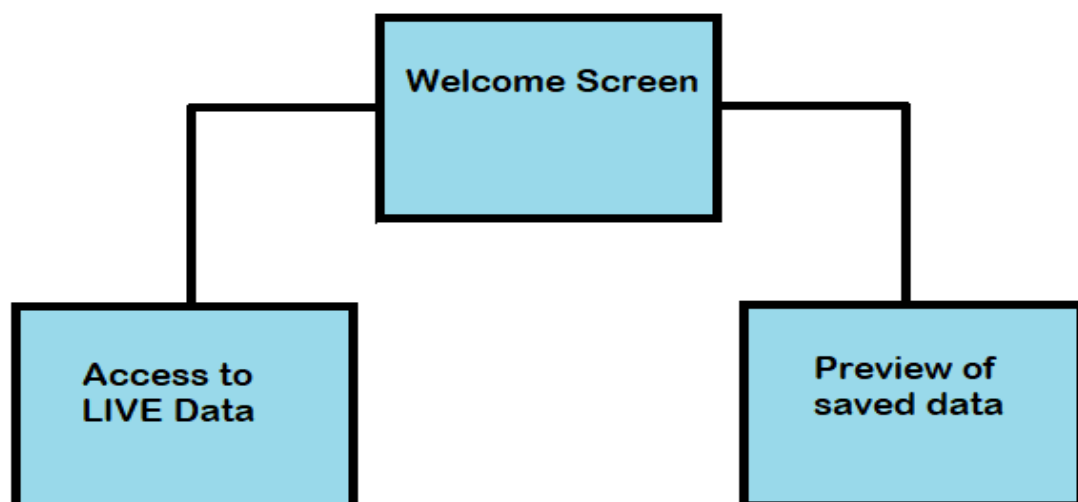 Welcome Screen
Access to
LIVE Data
Preview of
saved data